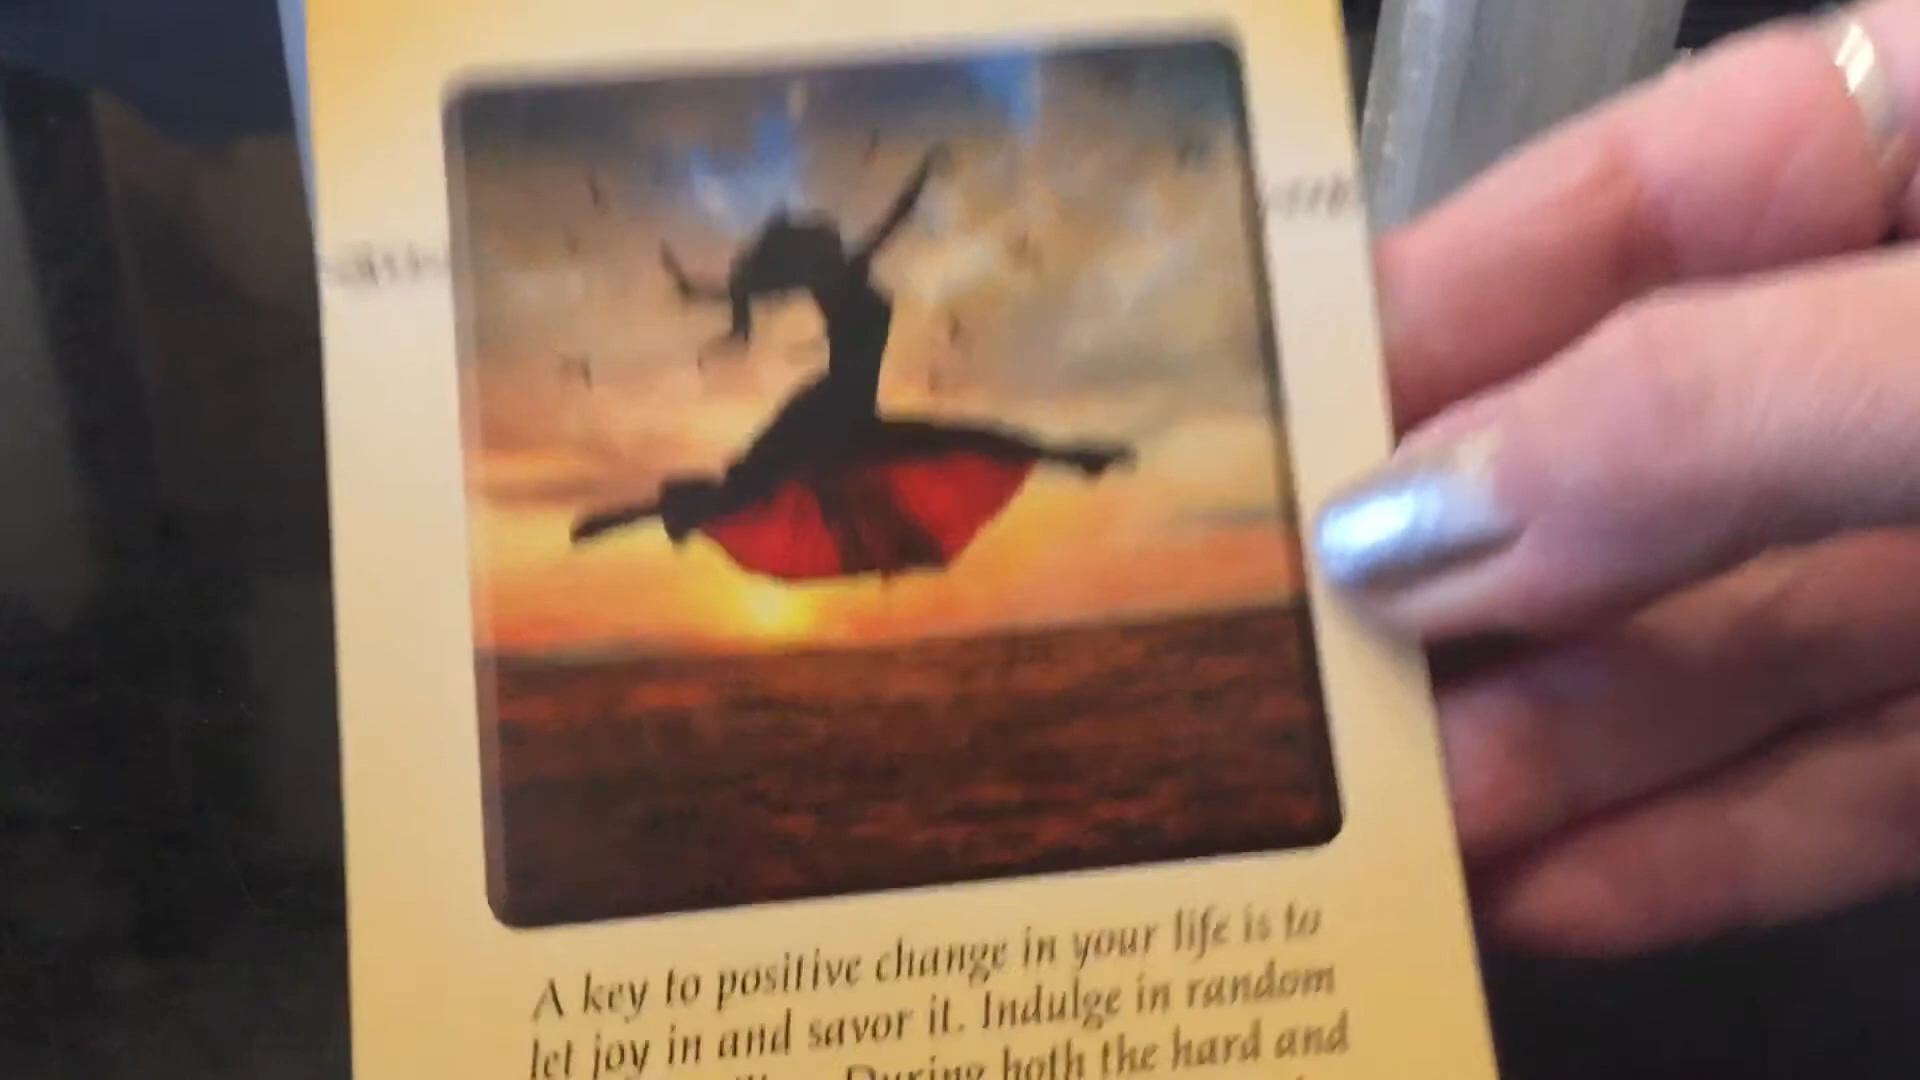 A key to positive change in your life is to
let joy in and savor it. Indulge in random
During both the hard and